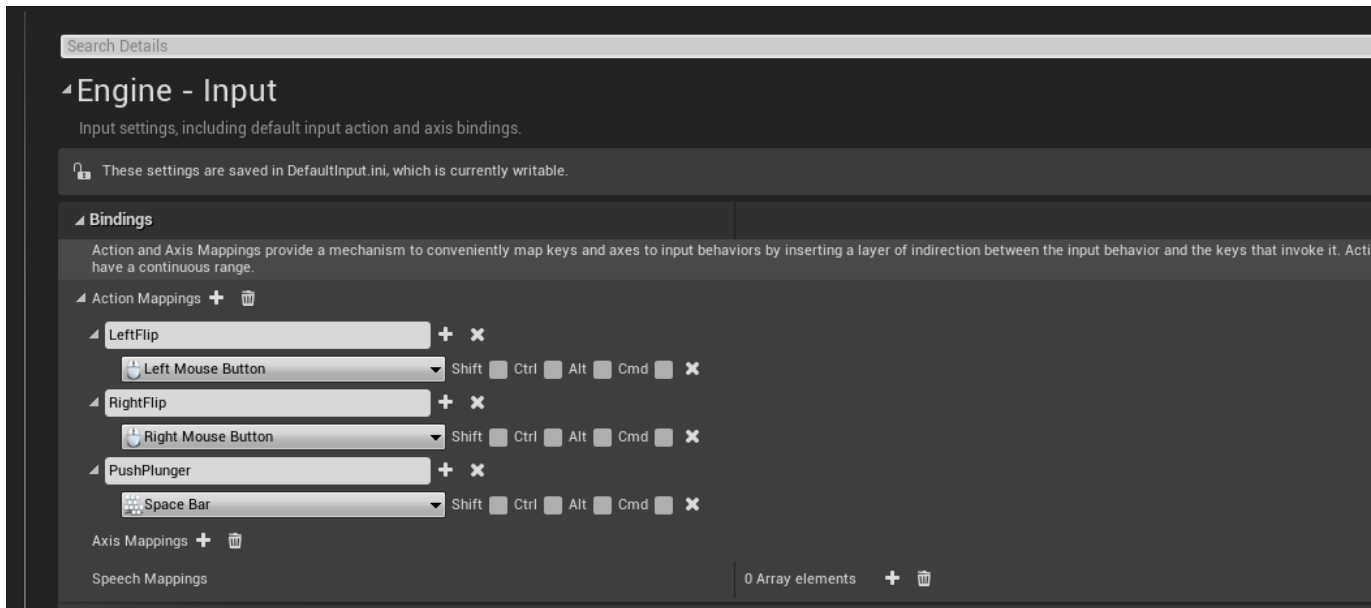 Search Details
Engine - Input
Input settings, including default input action and axis bindings.
These settings are saved in DefaultInput.ini, which is currently writable.
Bindings
Action and Axis Mappings provide a mechanism to conveniently map keys and axes to input behaviors by inserting a layer of indirection between the input behavior and the keys that invoke it. Acti
have a continuous range.
Action Mappings
LeftFlip
Left Mouse Button Shift Ctrl Alt Cmd
RightFlip
Right Mouse Button Shift Ctrl Alt Cmd
PushPlunger
Space Bar Shift Ctrl Alt Cmd
Axis Mappings
Speech Mappings 0 Array elements